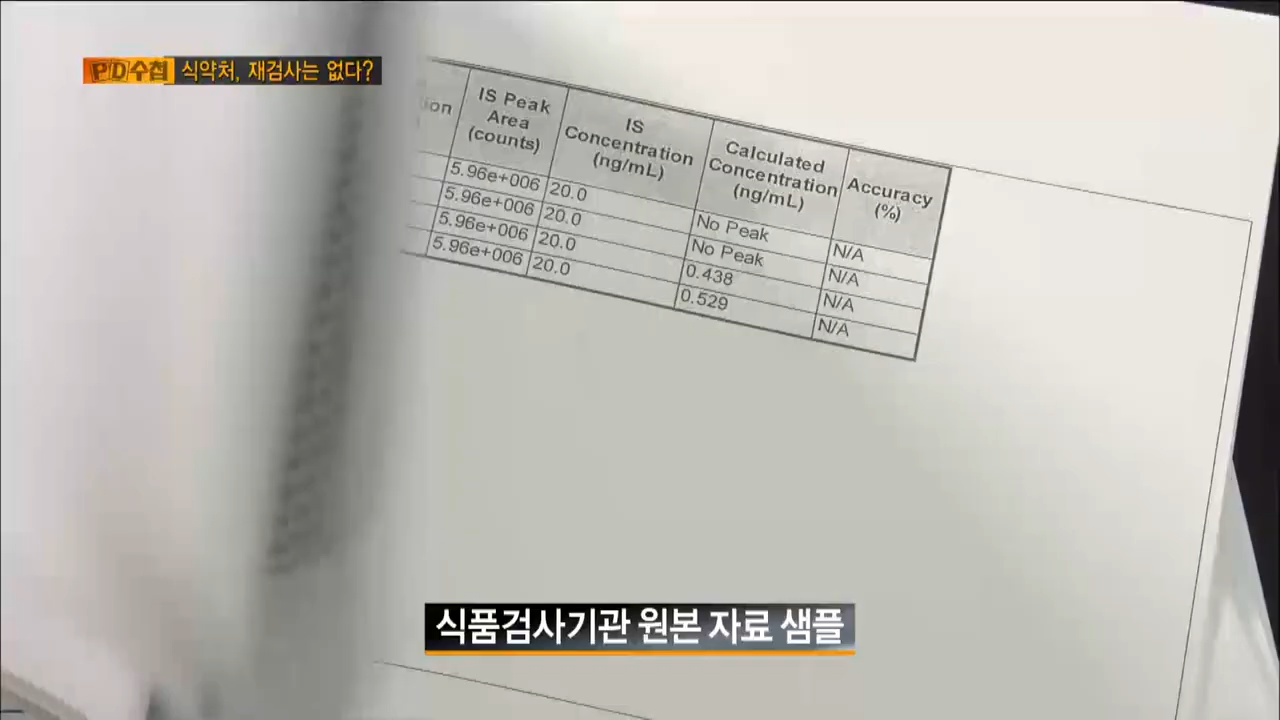 PD수첩 식약처, 재검사는 없다?
IS Peak
Area
(counts)
IS
Concentration
(ng/mL)
Calculated
Concentration
(ng/mL)
Accuracy
(%)
5.96e+006 20.0 No Peak N/A
5.96e+006 20.0 No Peak N/A
5.96e+006 20.0 0.438 N/A
5.96e+006 20.0 0.529 N/A
식품검사기관 원본 자료 샘플